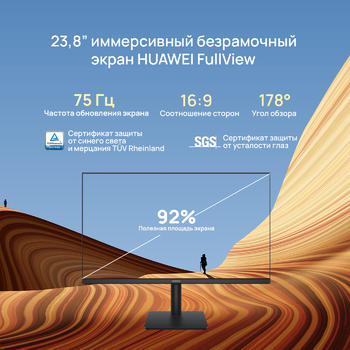 23,8” иммерсивный безрамочный
экран HUAWEI FullView
75 Гц
Частота обновления экрана
16:9
Соотношение сторон
178°
Угол обзора
Сертификат защиты
от синего света
и мерцания TÜV Rheinland
SGS
Сертификат защиты
от усталости глаз
92%
Полезная площадь экрана